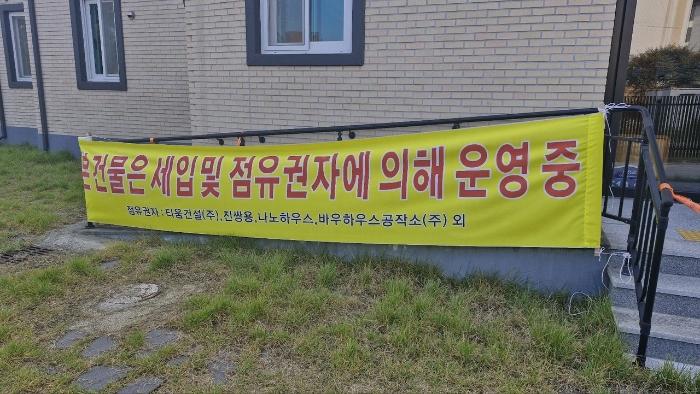 본 건물은 세입및 점유권자에 의해 운영 중
점유권자 : 티움건설(주),진쌍용,나노하우스,바우하우스공작소(주) 외